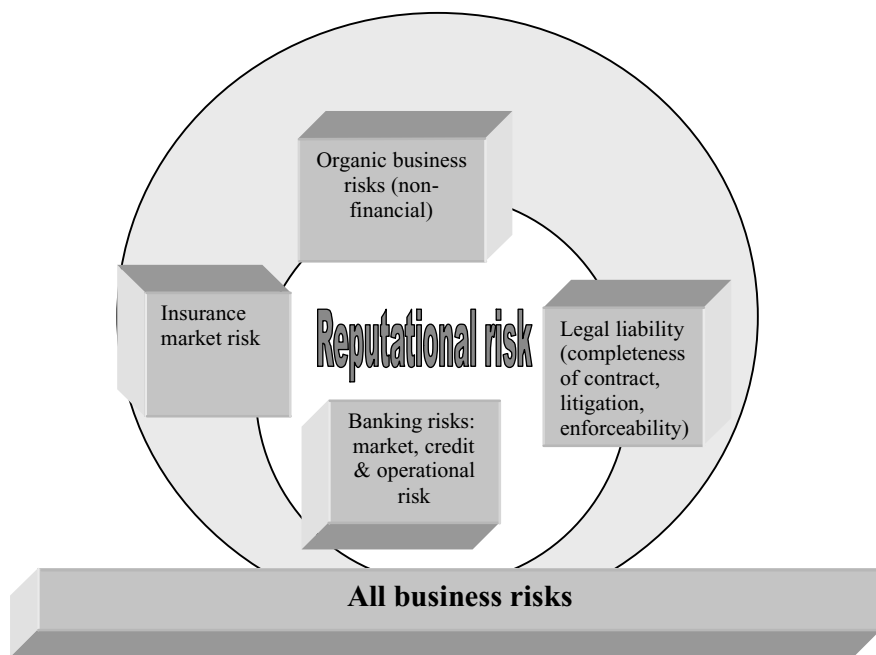 Organic business
risks (non-
financial)
Insurance
market risk
Reputational risk
Legal liability
(completeness
of contract,
litigation,
enforceability)
Banking risks:
market, credit
& operational
risk
All business risks